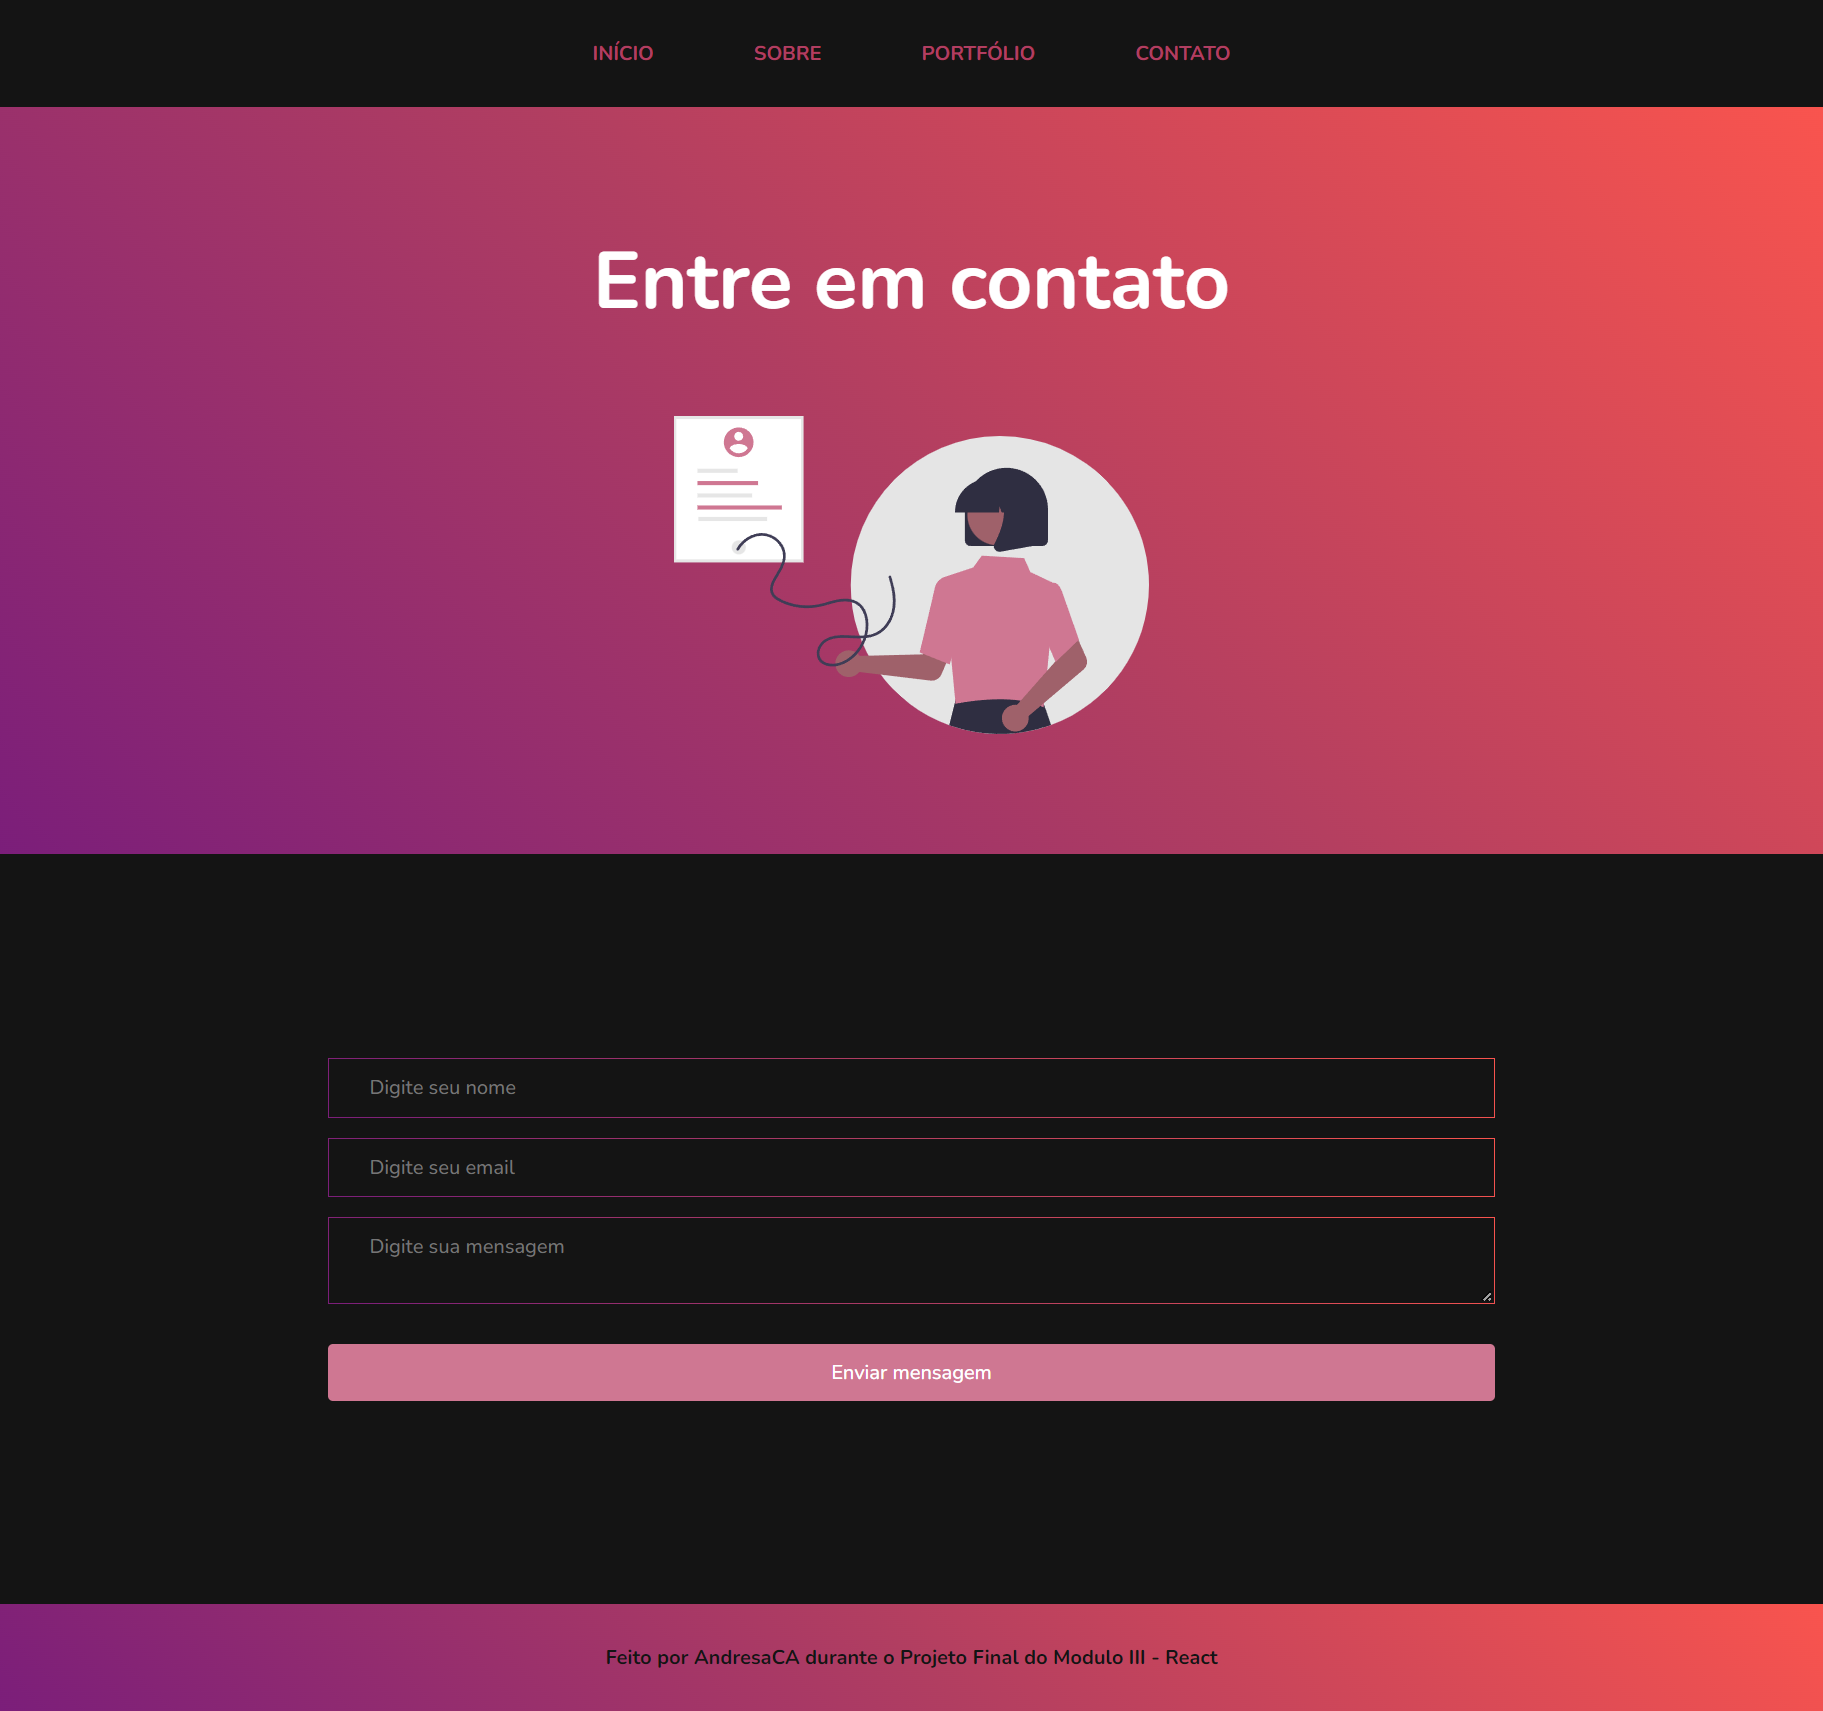 INÍCIO SOBRE PORTFÓLIO CONTATO
Entre em contato
Digite seu nome
Digite seu email
Digite sua mensagem
Enviar mensagem
Feito por AndresaCA durante o Projeto Final do Modulo III - React